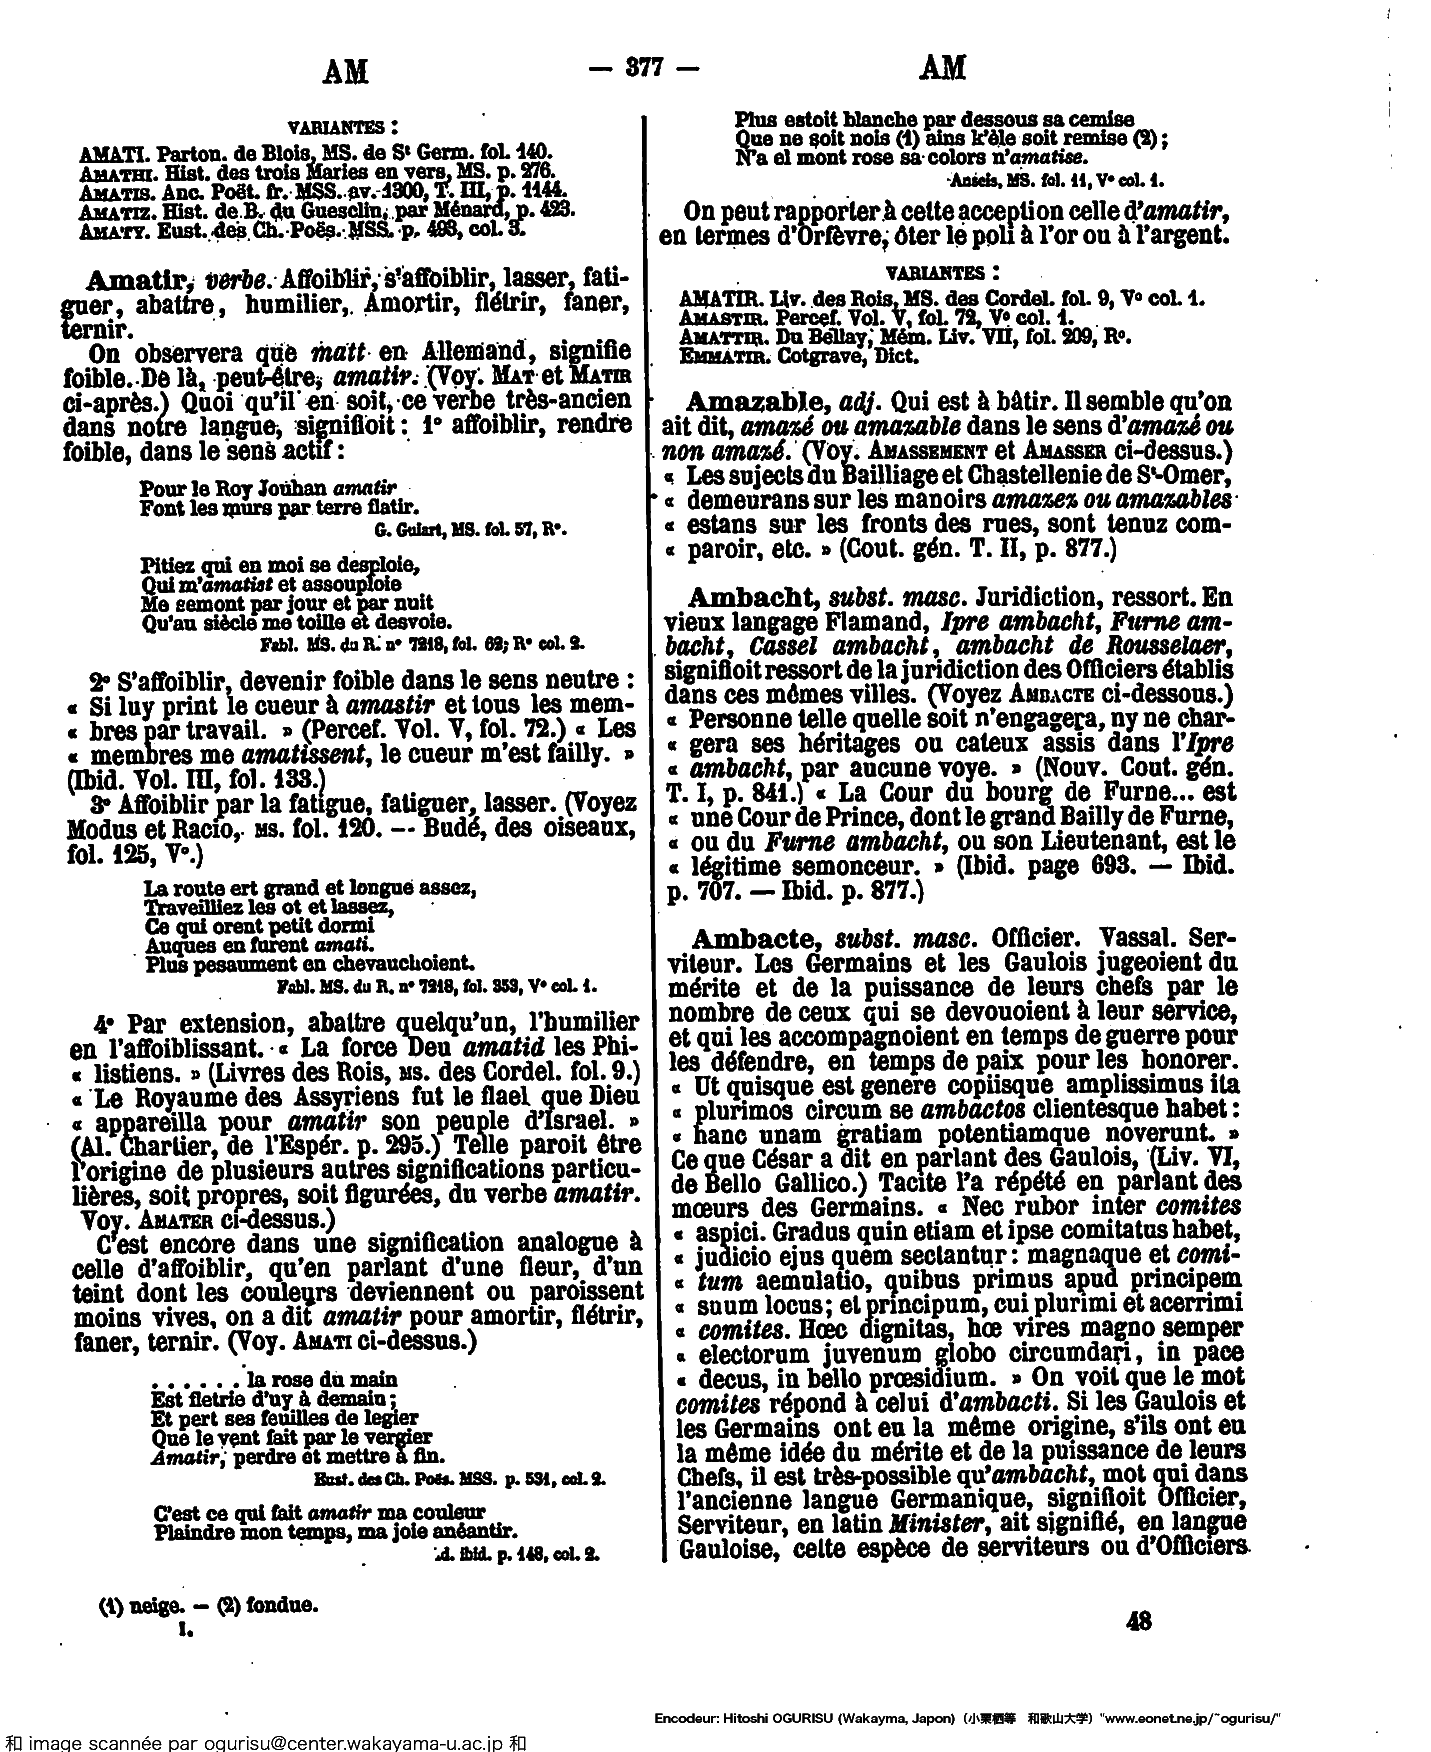 AM — 377 — AM
VARIANTES :
AMATI. Parton. de Blois, MS. de St Germ. fol. 140.
AMATHI. Hist. des trois Maries en vers, MS. p. 276.
AMATIS. Anc. Poët. fr. MSS. av. 1300, T. III, p. 1144.
AMATIZ. Hist. de B. du Guesclin, par Ménard, p. 423.
AMATY. Eust. des Ch. Poës. MSS. p. 493, col. 3.
Amatir, verbe. Affoiblir, s'affoiblir, lasser, fati-
guer, abattre, humilier, Amortir, flétrir, faner,
ternir.
On observera que matt en Allemand, signifie
foible. De là, peut-être, amatir. (Voy. MAT et MATIR
ci-après.) Quoi qu'il en soit, ce verbe très-ancien
dans notre langue, signifioit : 1° affoiblir, rendre
foible, dans le sens actif :
Pour le Roy Jouhan amatir
Font les murs par terre flatir.
G. Guiart, MS. fol. 57, R°.
Pitiez qui en moi se desploie,
Qui m'amatist et assouploie
Me semont par jour et par nuit
Qu'au siècle me toille et desvoie.
Fabl. MS. du R. n° 7218, fol. 62, R° col. 2.
2° S'affoiblir, devenir foible dans le sens neutre :
« Si luy print le cueur à amastir et tous les mem-
« bres par travail. » (Percef. Vol. V, fol. 72.) « Les
« membres me amatissent, le cueur m'est failly. »
(Ibid. Vol. III, fol. 133.)
3° Affoiblir par la fatigue, fatiguer, lasser. (Voyez
Modus et Racio, MS. fol. 120. -- Budé, des oiseaux,
fol. 125, V°.)
La route ert grand et longue assez,
Traveilliez les ot et lassez,
Ce qui orent petit dormi
Auques en furent amati.
Plus pesaument en chevauchoient.
Fabl. MS. du R. n° 7218, fol. 353, V° col. 1.
4° Par extension, abattre quelqu'un, l'humilier
en l'affoiblissant. « La force Deu amatid les Phi-
« listiens. » (Livres des Rois, MS. des Cordel. fol. 9.)
« Le Royaume des Assyriens fut le flael que Dieu
« appareilla pour amatir son peuple d'Israel. »
(Al. Chartier, de l'Espér. p. 295.) Telle paroit être
l'origine de plusieurs autres significations particu-
lières, soit propres, soit figurées, du verbe amatir.
Voy. AMATER ci-dessus.)
C'est encore dans une signification analogue à
celle d'affoiblir, qu'en parlant d'une fleur, d'un
teint dont les couleurs deviennent ou paroissent
moins vives, on a dit amatir pour amortir, flétrir,
faner, ternir. (Voy. AMATI ci-dessus.)
. . . . . . la rose du main
Est fletrie d'uy à demain ;
Et pert ses feuilles de legier
Que le vent fait par le vergier
Amatir, perdre et mettre à fin.
Eust. des Ch. Poës. MSS. p. 531, col. 2.
C'est ce qui fait amatir ma couleur
Plaindre mon temps, ma joie anéantir.
.d. Ibid. p. 148, col. 2.
Plus estoit blanche par dessous sa cemise
Que ne soit nois (1) ains k'èle soit remise (2) ;
N'a el mont rose sa colors n'amatise.
Anseis, MS. fol. 11, V° col. 1.
On peut rapporter à cette acception celle d'amatir,
en termes d'Orfèvre, ôter le poli à l'or ou à l'argent.
VARIANTES :
AMATIR. Liv. des Rois, MS. des Cordel. fol. 9, V° col. 1.
AMASTIR. Percef. Vol. V, fol. 72, V° col. 1.
AMATTIR. Du Bellay, Mém. Liv. VII, fol. 209, R°.
EMMATIR. Cotgrave, Dict.
Amazable, adj. Qui est à bâtir. Il semble qu'on
ait dit, amazé ou amazable dans le sens d'amazé ou
non amazé. (Voy. AMASSEMENT et AMASSER ci-dessus.)
« Les sujects du Bailliage et Chastellenie de St-Omer,
« demeurans sur les manoirs amazez ou amazables
« estans sur les fronts des rues, sont tenuz com-
« paroir, etc. » (Cout. gén. T. II, p. 877.)
Ambacht, subst. masc. Juridiction, ressort. En
vieux langage Flamand, Ipre ambacht, Furne am-
bacht, Cassel ambacht, ambacht de Rousselaer,
signifioit ressort de la juridiction des Officiers établis
dans ces mêmes villes. (Voyez AMBACTE ci-dessous.)
« Personne telle quelle soit n'engagera, ny ne char-
« gera ses héritages ou cateux assis dans l'Ipre
« ambacht, par aucune voye. » (Nouv. Cout. gén.
T. I, p. 841.) « La Cour du bourg de Furne... est
« une Cour de Prince, dont le grand Bailly de Furne,
« ou du Furne ambacht, ou son Lieutenant, est le
« légitime semonceur. » (Ibid. page 693. — Ibid.
p. 707. — Ibid. p. 877.)
Ambacte, subst. masc. Officier. Vassal. Ser-
viteur. Les Germains et les Gaulois jugeoient du
mérite et de la puissance de leurs chefs par le
nombre de ceux qui se devouoient à leur service,
et qui les accompagnoient en temps de guerre pour
les défendre, en temps de paix pour les honorer.
« Ut quisque est genere copiisque amplissimus ita
« plurimos circum se ambactos clientesque habet :
« hanc unam gratiam potentiamque noverunt. »
Ce que César a dit en parlant des Gaulois, (Liv. VI,
de Bello Gallico.) Tacite l'a répété en parlant des
mœurs des Germains. « Nec rubor inter comites
« aspici. Gradus quin etiam et ipse comitatus habet,
« judicio ejus quem sectantur : magnaque et comi-
« tum aemulatio, quibus primus apud principem
« suum locus ; et principum, cui plurimi et acerrimi
« comites. Hœc dignitas, hœ vires magno semper
« electorum juvenum globo circumdari, in pace
« decus, in bello prœsidium. » On voit que le mot
comites répond à celui d'ambacti. Si les Gaulois et
les Germains ont eu la même origine, s'ils ont eu
la même idée du mérite et de la puissance de leurs
Chefs, il est très-possible qu'ambacht, mot qui dans
l'ancienne langue Germanique, signifioit Officier,
Serviteur, en latin Minister, ait signifié, en langue
Gauloise, cette espèce de serviteurs ou d'Officiers
(1) neige. — (2) fondue.
I. 48
Encodeur: Hitoshi OGURISU (Wakayma, Japon) (小栗栖等 和歌山大学) "www.eonet.ne.jp/~ogurisu/"
和 image scannée par ogurisu@center.wakayama-u.ac.jp 和